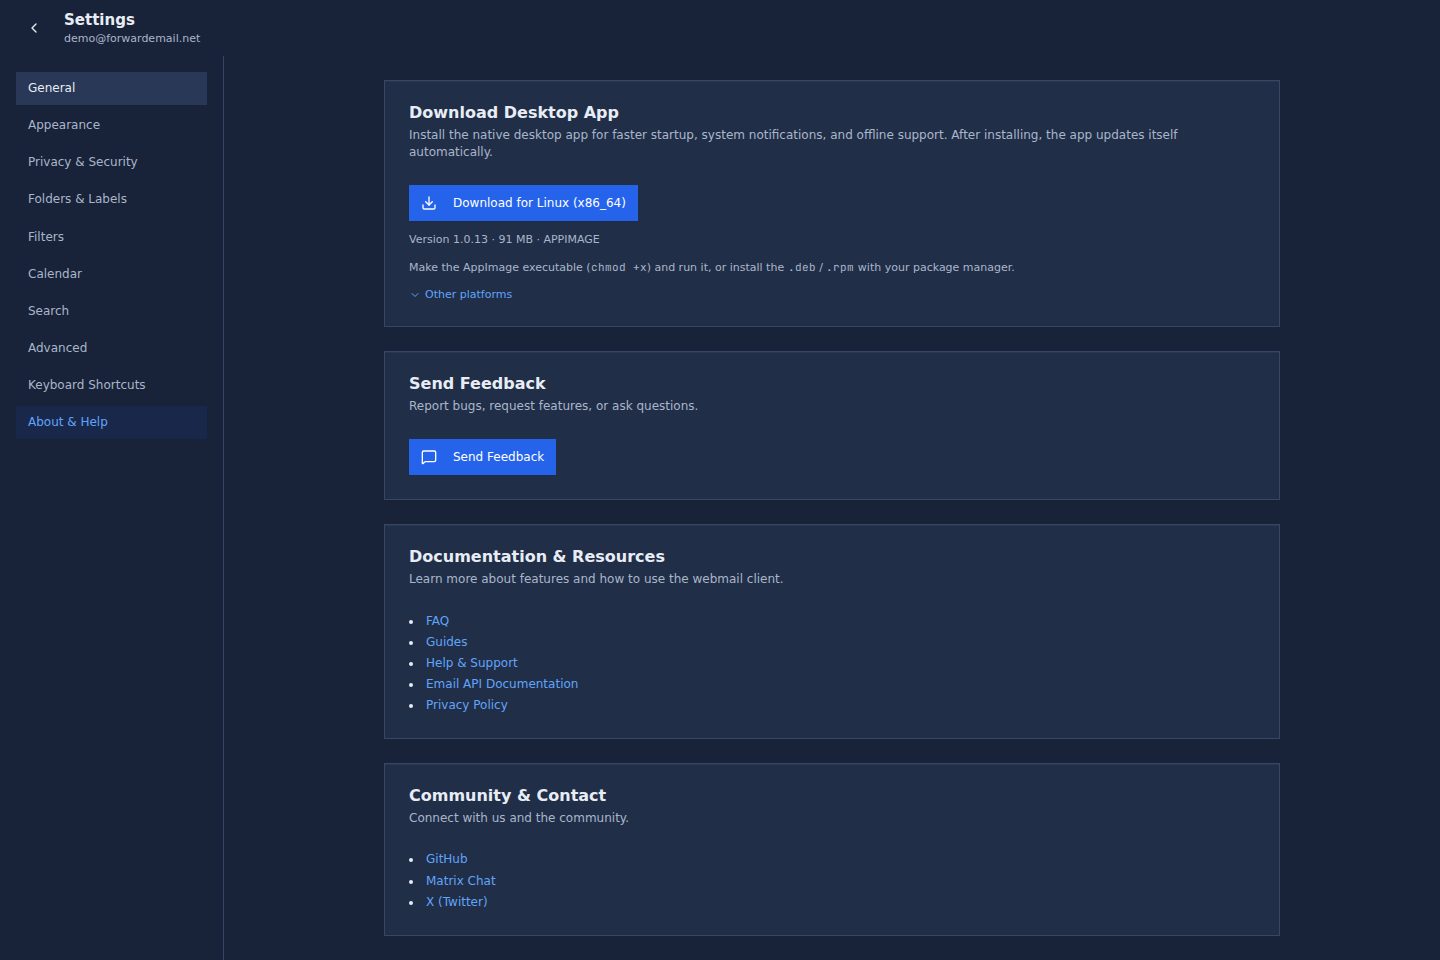 Settings
demo@forwardemail.net
General
Appearance
Privacy & Security
Folders & Labels
Filters
Calendar
Search
Advanced
Keyboard Shortcuts
About & Help
Download Desktop App
Install the native desktop app for faster startup, system notifications, and offline support. After installing, the app updates itself
automatically.
Download for Linux (x86_64)
Version 1.0.13 · 91 MB · APPIMAGE
Make the AppImage executable (chmod +x) and run it, or install the .deb / .rpm with your package manager.
Other platforms
Send Feedback
Report bugs, request features, or ask questions.
Send Feedback
Documentation & Resources
Learn more about features and how to use the webmail client.
• FAQ
• Guides
• Help & Support
• Email API Documentation
• Privacy Policy
Community & Contact
Connect with us and the community.
• GitHub
• Matrix Chat
• X (Twitter)